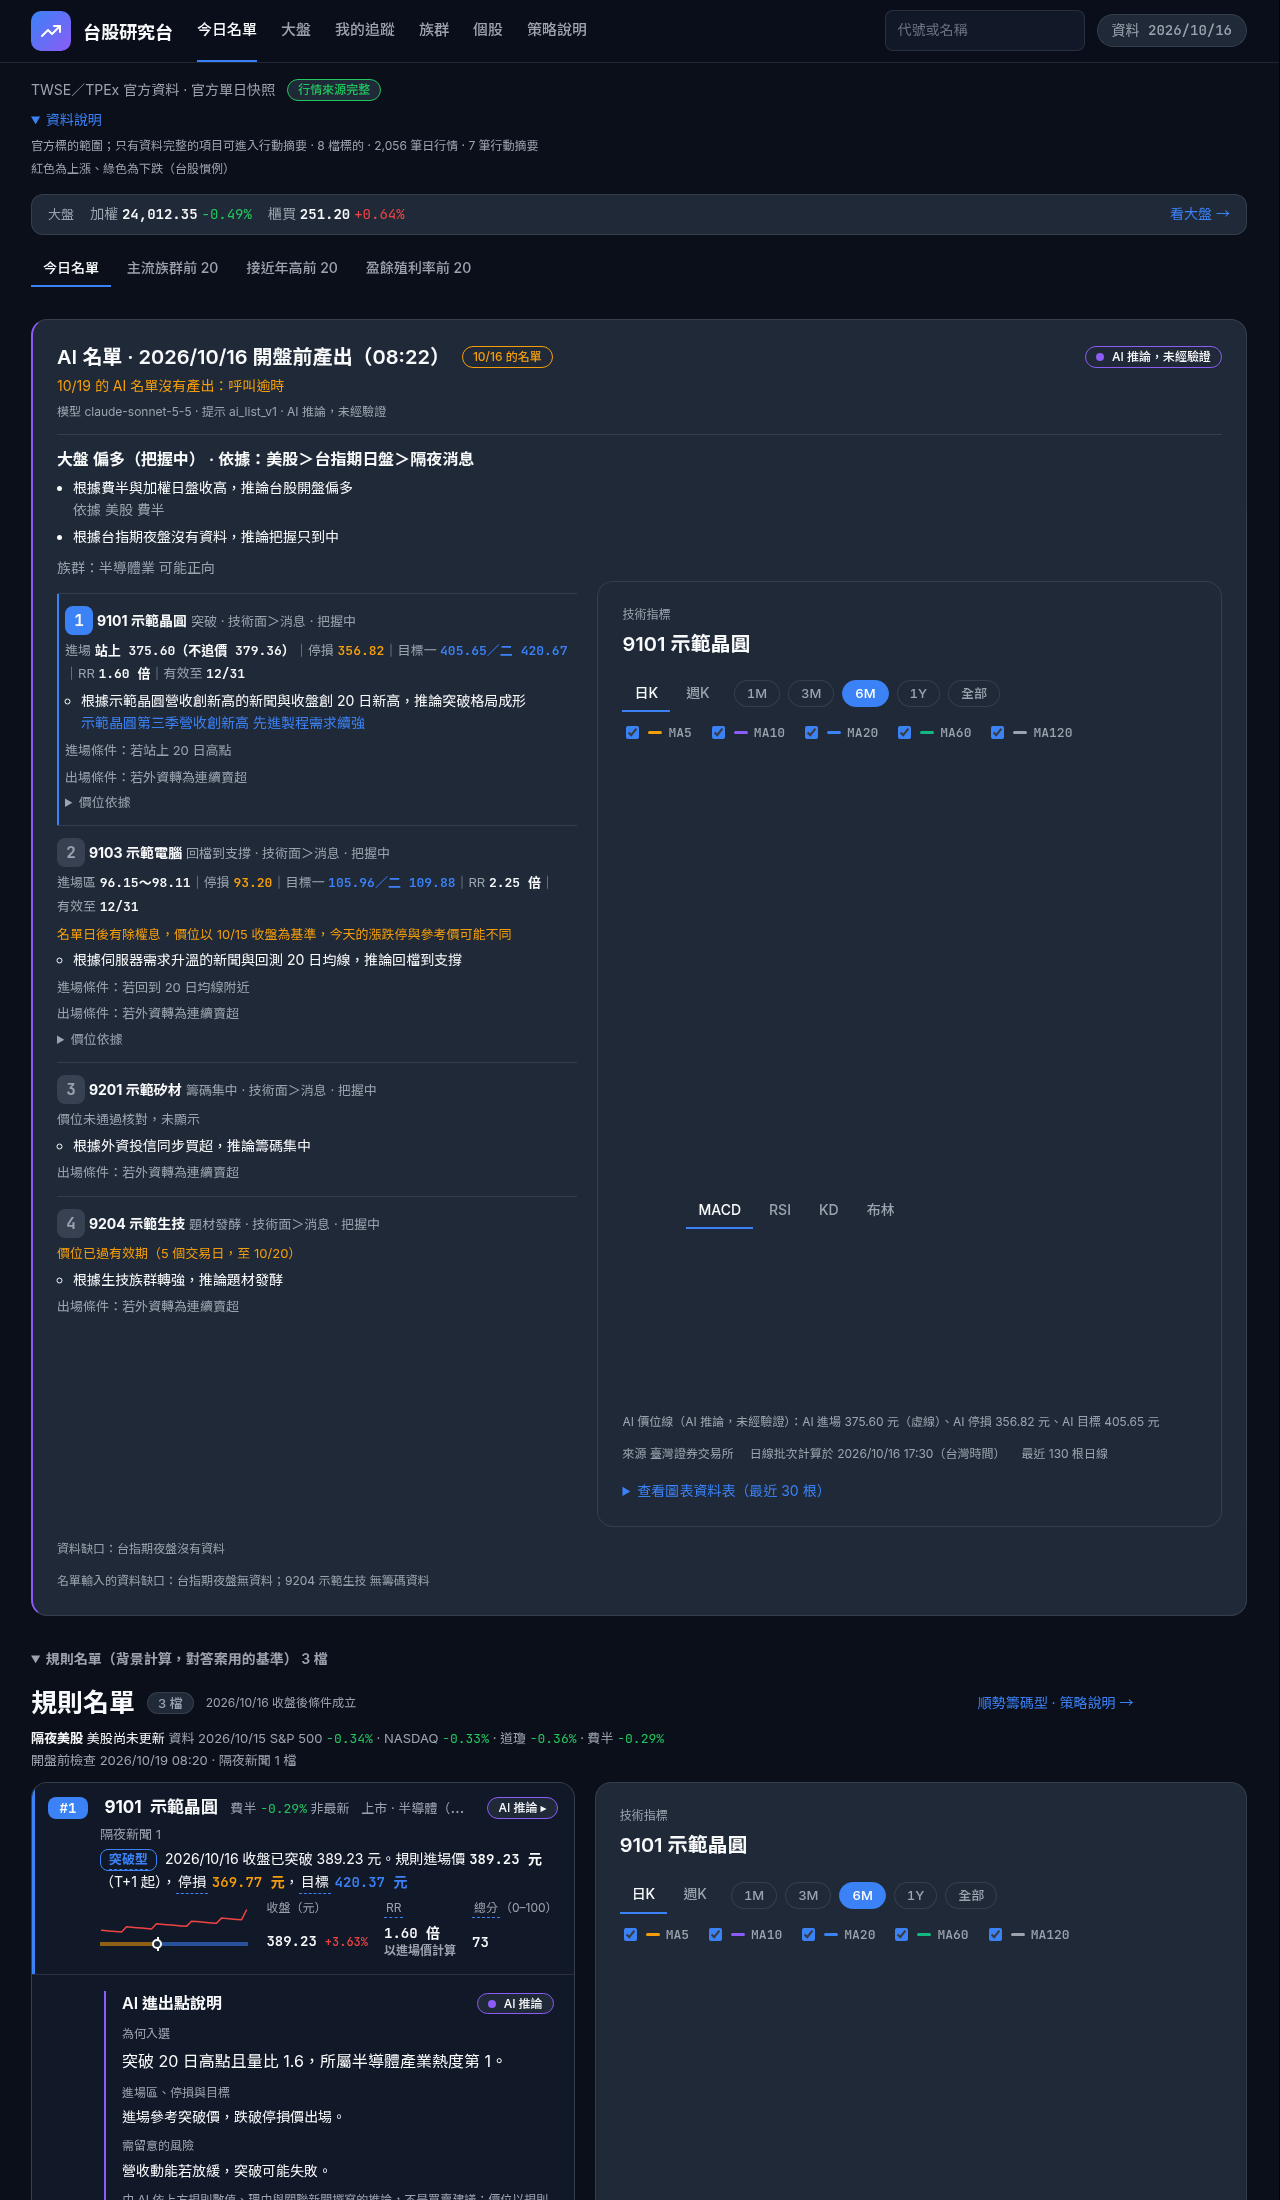 台股研究台
今日名單 大盤 我的追蹤 族群 個股 策略說明
代號或名稱
資料 2026/10/16
TWSE／TPEx 官方資料 · 官方單日快照 行情來源完整
▼ 資料說明
官方標的範圍；只有資料完整的項目可進入行動摘要 · 8 檔標的 · 2,056 筆日行情 · 7 筆行動摘要
紅色為上漲、綠色為下跌（台股慣例）
大盤 加權 24,012.35 -0.49% 櫃買 251.20 +0.64% 看大盤 →
今日名單 主流族群前 20 接近年高前 20 盈餘殖利率前 20
AI 名單 · 2026/10/16 開盤前產出（08:22） 10/16 的名單 AI 推論，未經驗證
10/19 的 AI 名單沒有產出：呼叫逾時
模型 claude-sonnet-5-5 · 提示 ai_list_v1 · AI 推論，未經驗證
大盤 偏多（把握中） · 依據：美股＞台指期日盤＞隔夜消息
• 根據費半與加權日盤收高，推論台股開盤偏多
依據 美股 費半
• 根據台指期夜盤沒有資料，推論把握只到中
族群：半導體業 可能正向
1 9101 示範晶圓 突破 · 技術面＞消息 · 把握中
進場 站上 375.60（不追價 379.36）｜停損 356.82｜目標一 405.65／二 420.67
｜RR 1.60 倍｜有效至 12/31
根據示範晶圓營收創新高的新聞與收盤創 20 日新高，推論突破格局成形
示範晶圓第三季營收創新高 先進製程需求續強
進場條件：若站上 20 日高點
出場條件：若外資轉為連續賣超
▶ 價位依據
2 9103 示範電腦 回檔到支撐 · 技術面＞消息 · 把握中
進場區 96.15～98.11｜停損 93.20｜目標一 105.96／二 109.88｜RR 2.25 倍｜
有效至 12/31
名單日後有除權息，價位以 10/15 收盤為基準，今天的漲跌停與參考價可能不同
根據伺服器需求升溫的新聞與回測 20 日均線，推論回檔到支撐
進場條件：若回到 20 日均線附近
出場條件：若外資轉為連續賣超
▶ 價位依據
3 9201 示範矽材 籌碼集中 · 技術面＞消息 · 把握中
價位未通過核對，未顯示
根據外資投信同步買超，推論籌碼集中
出場條件：若外資轉為連續賣超
4 9204 示範生技 題材發酵 · 技術面＞消息 · 把握中
價位已過有效期（5 個交易日，至 10/20）
根據生技族群轉強，推論題材發酵
出場條件：若外資轉為連續賣超
技術指標
9101 示範晶圓
日K 週K 1M 3M 6M 1Y 全部
MA5 MA10 MA20 MA60 MA120
MACD RSI KD 布林
AI 價位線（AI 推論，未經驗證）：AI 進場 375.60 元（虛線）、AI 停損 356.82 元、AI 目標 405.65 元
來源 臺灣證券交易所 日線批次計算於 2026/10/16 17:30（台灣時間） 最近 130 根日線
▶ 查看圖表資料表（最近 30 根）
資料缺口：台指期夜盤沒有資料
名單輸入的資料缺口：台指期夜盤無資料；9204 示範生技 無籌碼資料
▼ 規則名單（背景計算，對答案用的基準） 3 檔
規則名單 3 檔 2026/10/16 收盤後條件成立 順勢籌碼型 · 策略說明 →
隔夜美股 美股尚未更新 資料 2026/10/15 S&P 500 -0.34% · NASDAQ -0.33% · 道瓊 -0.36% · 費半 -0.29%
開盤前檢查 2026/10/19 08:20 · 隔夜新聞 1 檔
#1 9101 示範晶圓 費半 -0.29% 非最新 上市 · 半導體（… AI 推論 ▸
隔夜新聞 1
突破型 2026/10/16 收盤已突破 389.23 元。規則進場價 389.23 元
（T+1 起），停損 369.77 元，目標 420.37 元
收盤（元） RR 總分（0–100）
389.23 +3.63% 1.60 倍 73
以進場價計算
AI 進出點說明 AI 推論
為何入選
突破 20 日高點且量比 1.6，所屬半導體產業熱度第 1。
進場區、停損與目標
進場參考突破價，跌破停損價出場。
需留意的風險
營收動能若放緩，突破可能失敗。
由 AI 依上方規則數值、理由與關聯新聞撰寫的推論，不是買賣建議；價位以規則
技術指標
9101 示範晶圓
日K 週K 1M 3M 6M 1Y 全部
MA5 MA10 MA20 MA60 MA120